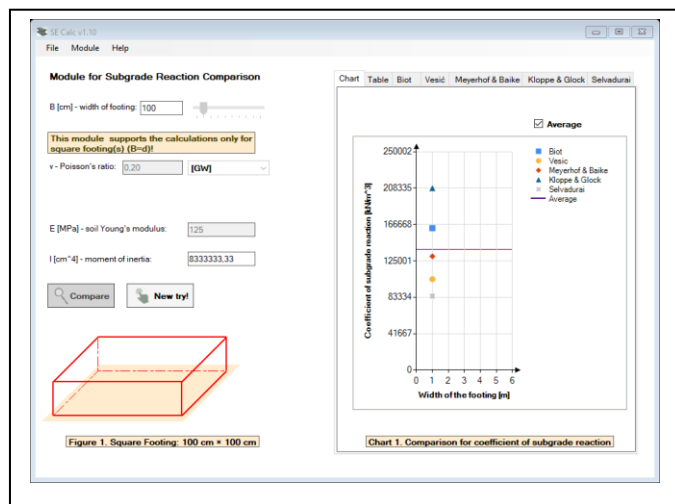 SE Calc v1.10
File Module Help
Module for Subgrade Reaction Comparison
B [cm] - width of footing: 100
This module supports the calculations only for
square footing(s) (B=d)!
v - Poisson's ratio: 0,20 [GW]
E [MPa] - soil Young's modulus: 125
I [cm^4] - moment of inertia: 8333333,33
Compare New try!
Figure 1. Square Footing: 100 cm × 100 cm
Chart Table Biot Vesić Meyerhof & Baike Kloppe & Glock Selvadurai
Average
Coefficient of subgrade reaction [kN/m^3]
250002
208335
166668
125001
83334
41667
0
0 1 2 3 4 5 6
Width of the footing [m]
Biot
Vesic
Meyerhof & Baike
Kloppe & Glock
Selvadurai
Average
Chart 1. Comparison for coefficient of subgrade reaction